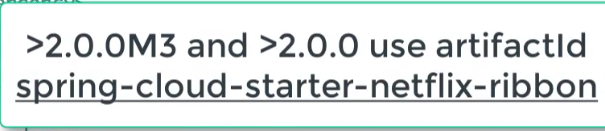 >2.0.0M3 and >2.0.0 use artifactId
spring-cloud-starter-netflix-ribbon